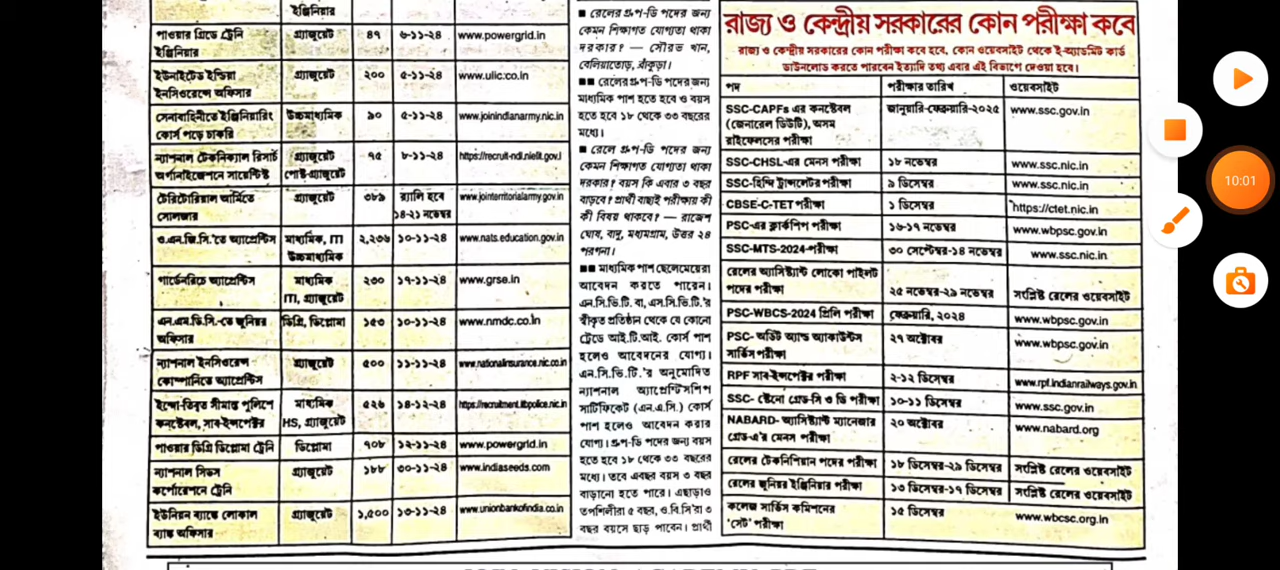 ইঞ্জিনিয়ার
পাওয়ার গ্রিডে ট্রেনি ইঞ্জিনিয়ার গ্র্যাজুয়েট ৪৭ ৬-১১-২৪ www.powergrid.in
ইউনাইটেড ইন্ডিয়া ইনসিওরেন্সে অফিসার গ্র্যাজুয়েট ২০০ ৫-১১-২৪ www.uiic.co.in
সেনাবাহিনীতে ইঞ্জিনিয়ারিং কোর্স পড়ে চাকরি উচ্চমাধ্যমিক ৯০ ৫-১১-২৪ www.joinindianarmy.nic.in
ন্যাশনাল টেকনিক্যাল রিসার্চ অর্গানাইজেশনে সায়েন্টিস্ট গ্র্যাজুয়েট পোস্ট-গ্র্যাজুয়েট ৭৫ ৮-১১-২৪ https://recruit-ndl.nielit.gov.i
টেরিটোরিয়াল আর্মিতে সোলজার গ্র্যাজুয়েট ৩৮৯ র‍্যালি হবে ১৪-২১ নভেম্বর www.jointerritorialarmy.gov.in
ও.এন.জি.সি.'তে অ্যাপ্রেন্টিস মাধ্যমিক, ITI উচ্চমাধ্যমিক ২,২৩৬ ১০-১১-২৪ www.nats.education.gov.in
গার্ডেনরিচে অ্যাপ্রেন্টিস মাধ্যমিক ITI, গ্র্যাজুয়েট ২৩০ ১৭-১১-২৪ www.grse.in
এন.এম.ডি.সি.-তে জুনিয়র অফিসার ডিগ্রি, ডিপ্লোমা ১৫৩ ১০-১১-২৪ www.nmdc.co.in
ন্যাশনাল ইনসিওরেন্স কোম্পানিতে অ্যাপ্রেন্টিস গ্র্যাজুয়েট ৫০০ ১১-১১-২৪ www.nationalinsurance.nic.co.in
ইন্দো-তিব্বত সীমান্ত পুলিশে কনস্টেবল, সাব-ইন্সপেক্টর মাধ্যমিক HS, গ্র্যাজুয়েট ৫২৬ ১৪-১২-২৪ https://recruitment.itbpolice.nic.in
পাওয়ার ডিগ্রি ডিপ্লোমা ট্রেনি ডিপ্লোমা ৭০৮ ১২-১১-২৪ www.powergrid.in
ন্যাশনাল সিডস কর্পোরেশনে ট্রেনি গ্র্যাজুয়েট ১৮৮ ৩০-১১-২৪ www.indiaseeds.com
ইউনিয়ন ব্যাঙ্কে লোকাল ব্যাঙ্ক অফিসার গ্র্যাজুয়েট ১,৫০০ ১৩-১১-২৪ www.unionbankofindia.co.in
■ রেলের গ্রুপ-ডি পদের জন্য
কেমন শিক্ষাগত যোগ্যতা থাকা
দরকার? — সৌরভ খান,
বেলিয়াতোড়, বাঁকুড়া।
■■ রেলের গ্রুপ-ডি পদের জন্য
মাধ্যমিক পাশ হতে হবে ও বয়স
হতে হবে ১৮ থেকে ৩৩ বছরের
মধ্যে।
■ রেলে গ্রুপ-ডি পদের জন্য
কেমন শিক্ষাগত যোগ্যতা থাকা
দরকার? বয়স কি এবার ৩ বছর
বাড়বে? প্রার্থী বাছাই পরীক্ষায় কী
কী বিষয় থাকবে? — রাজেশ
ঘোষ, বাদু, মধ্যমগ্রাম, উত্তর ২৪
পরগনা।
■■ মাধ্যমিক পাশ ছেলেমেয়েরা
আবেদন করতে পারেন।
এন.সি.ভি.টি. বা, এস.সি.ভি.টি.'র
স্বীকৃত প্রতিষ্ঠান থেকে যে কোনো
ট্রেডে আই.টি.আই. কোর্স পাশ
হলেও আবেদনের যোগ্য।
এন.সি.ভি.টি.'র অনুমোদিত
ন্যাশনাল অ্যাপ্রেন্টিসশিপ
সার্টিফিকেট (এন.এ.সি.) কোর্স
পাশ হলেও আবেদন করার
যোগ্য। গ্রুপ-ডি পদের জন্য বয়স
হতে হবে ১৮ থেকে ৩৩ বছরের
মধ্যে। তবে এবছর বয়স ৩ বছর
বাড়ানো হতে পারে। এছাড়াও
তপশিলীরা ৫ বছর, ও.বি.সি'রা ৩
বছর বয়সে ছাড় পাবেন। প্রার্থী
রাজ্য ও কেন্দ্রীয় সরকারের কোন পরীক্ষা কবে
রাজ্য ও কেন্দ্রীয় সরকারের কোন পরীক্ষা কবে হবে, কোন ওয়েবসাইট থেকে ই-অ্যাডমিট কার্ড
ডাউনলোড করতে পারবেন ইত্যাদি তথ্য এবার এই বিভাগে দেওয়া হবে।
পদ পরীক্ষার তারিখ ওয়েবসাইট
SSC-CAPFs এর কনস্টেবল (জেনারেল ডিউটি), অসম রাইফেলসের পরীক্ষা জানুয়ারি-ফেব্রুয়ারি-২০২৫ www.ssc.gov.in
SSC-CHSL-এর মেনস পরীক্ষা ১৮ নভেম্বর www.ssc.nic.in
SSC-হিন্দি ট্রান্সলেটর পরীক্ষা ৯ ডিসেম্বর www.ssc.nic.in
CBSE-C-TET পরীক্ষা ১ ডিসেম্বর https://ctet.nic.in
PSC-এর ক্লার্কশিপ পরীক্ষা ১৬-১৭ নভেম্বর www.wbpsc.gov.in
SSC-MTS-2024-পরীক্ষা ৩০ সেপ্টেম্বর-১৪ নভেম্বর www.ssc.nic.in
রেলের অ্যাসিস্ট্যান্ট লোকো পাইলট পদের পরীক্ষা ২৫ নভেম্বর-২৯ নভেম্বর সংশ্লিষ্ট রেলের ওয়েবসাইট
PSC-WBCS-2024 প্রিলি পরীক্ষা ফেব্রুয়ারি, ২০২৪ www.wbpsc.gov.in
PSC- অডিট অ্যান্ড অ্যাকাউন্টস সার্ভিস পরীক্ষা ২৭ অক্টোবর www.wbpsc.gov.in
RPF সাব-ইন্সপেক্টর পরীক্ষা ২-১২ ডিসেম্বর www.rpf.indianrailways.gov.in
SSC- স্টেনো গ্রেড-সি ও ডি পরীক্ষা ১০-১১ ডিসেম্বর www.ssc.gov.in
NABARD- অ্যাসিস্ট্যান্ট ম্যানেজার গ্রেড-এ'র মেনস পরীক্ষা ২০ অক্টোবর www.nabard.org
রেলের টেকনিশিয়ান পদের পরীক্ষা ১৮ ডিসেম্বর-২৯ ডিসেম্বর সংশ্লিষ্ট রেলের ওয়েবসাইট
রেলের জুনিয়র ইঞ্জিনিয়ার পরীক্ষা ১৩ ডিসেম্বর-১৭ ডিসেম্বর সংশ্লিষ্ট রেলের ওয়েবসাইট
কলেজ সার্ভিস কমিশনের 'সেট' পরীক্ষা ১৫ ডিসেম্বর www.wbcsc.org.in
10:01